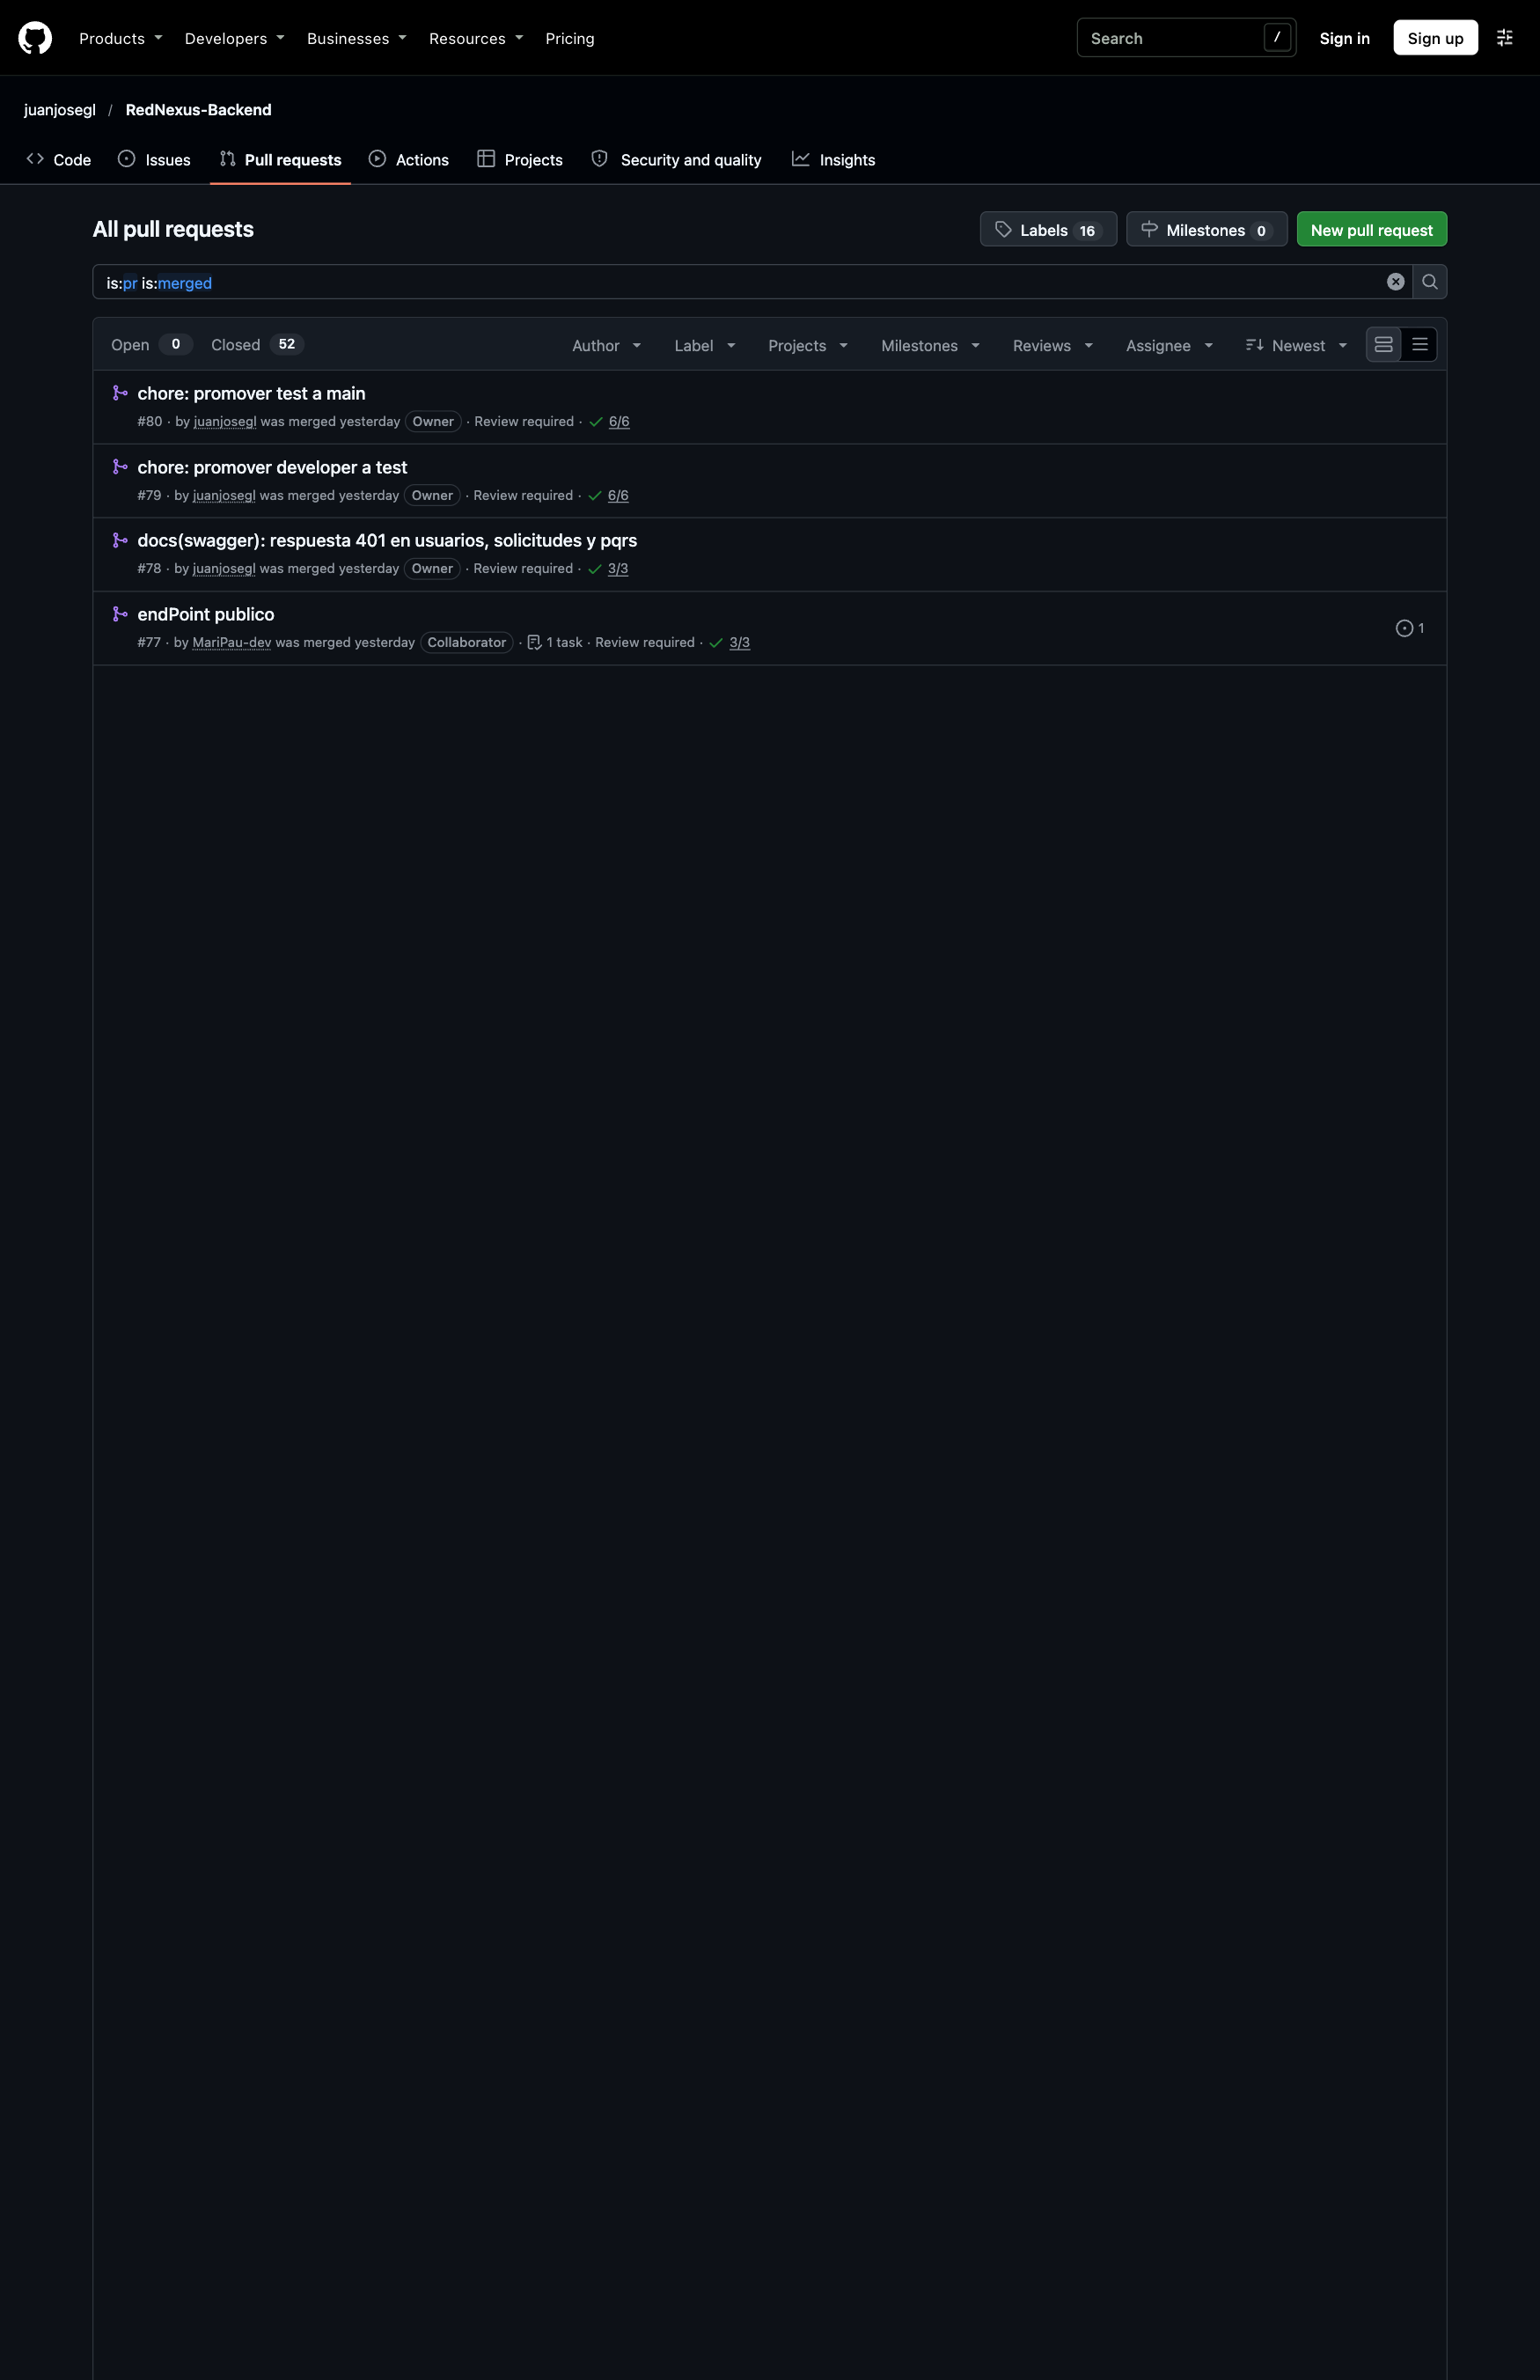 Products Developers Businesses Resources Pricing Search / Sign in Sign up
juanjosegl / RedNexus-Backend
Code Issues Pull requests Actions Projects Security and quality Insights
All pull requests Labels 16 Milestones 0 New pull request
is:pr is:merged
Open 0 Closed 52 Author Label Projects Milestones Reviews Assignee Newest
chore: promover test a main
#80 · by juanjosegl was merged yesterday Owner · Review required · 6/6
chore: promover developer a test
#79 · by juanjosegl was merged yesterday Owner · Review required · 6/6
docs(swagger): respuesta 401 en usuarios, solicitudes y pqrs
#78 · by juanjosegl was merged yesterday Owner · Review required · 3/3
endPoint publico
#77 · by MariPau-dev was merged yesterday Collaborator · 1 task · Review required · 3/3 1